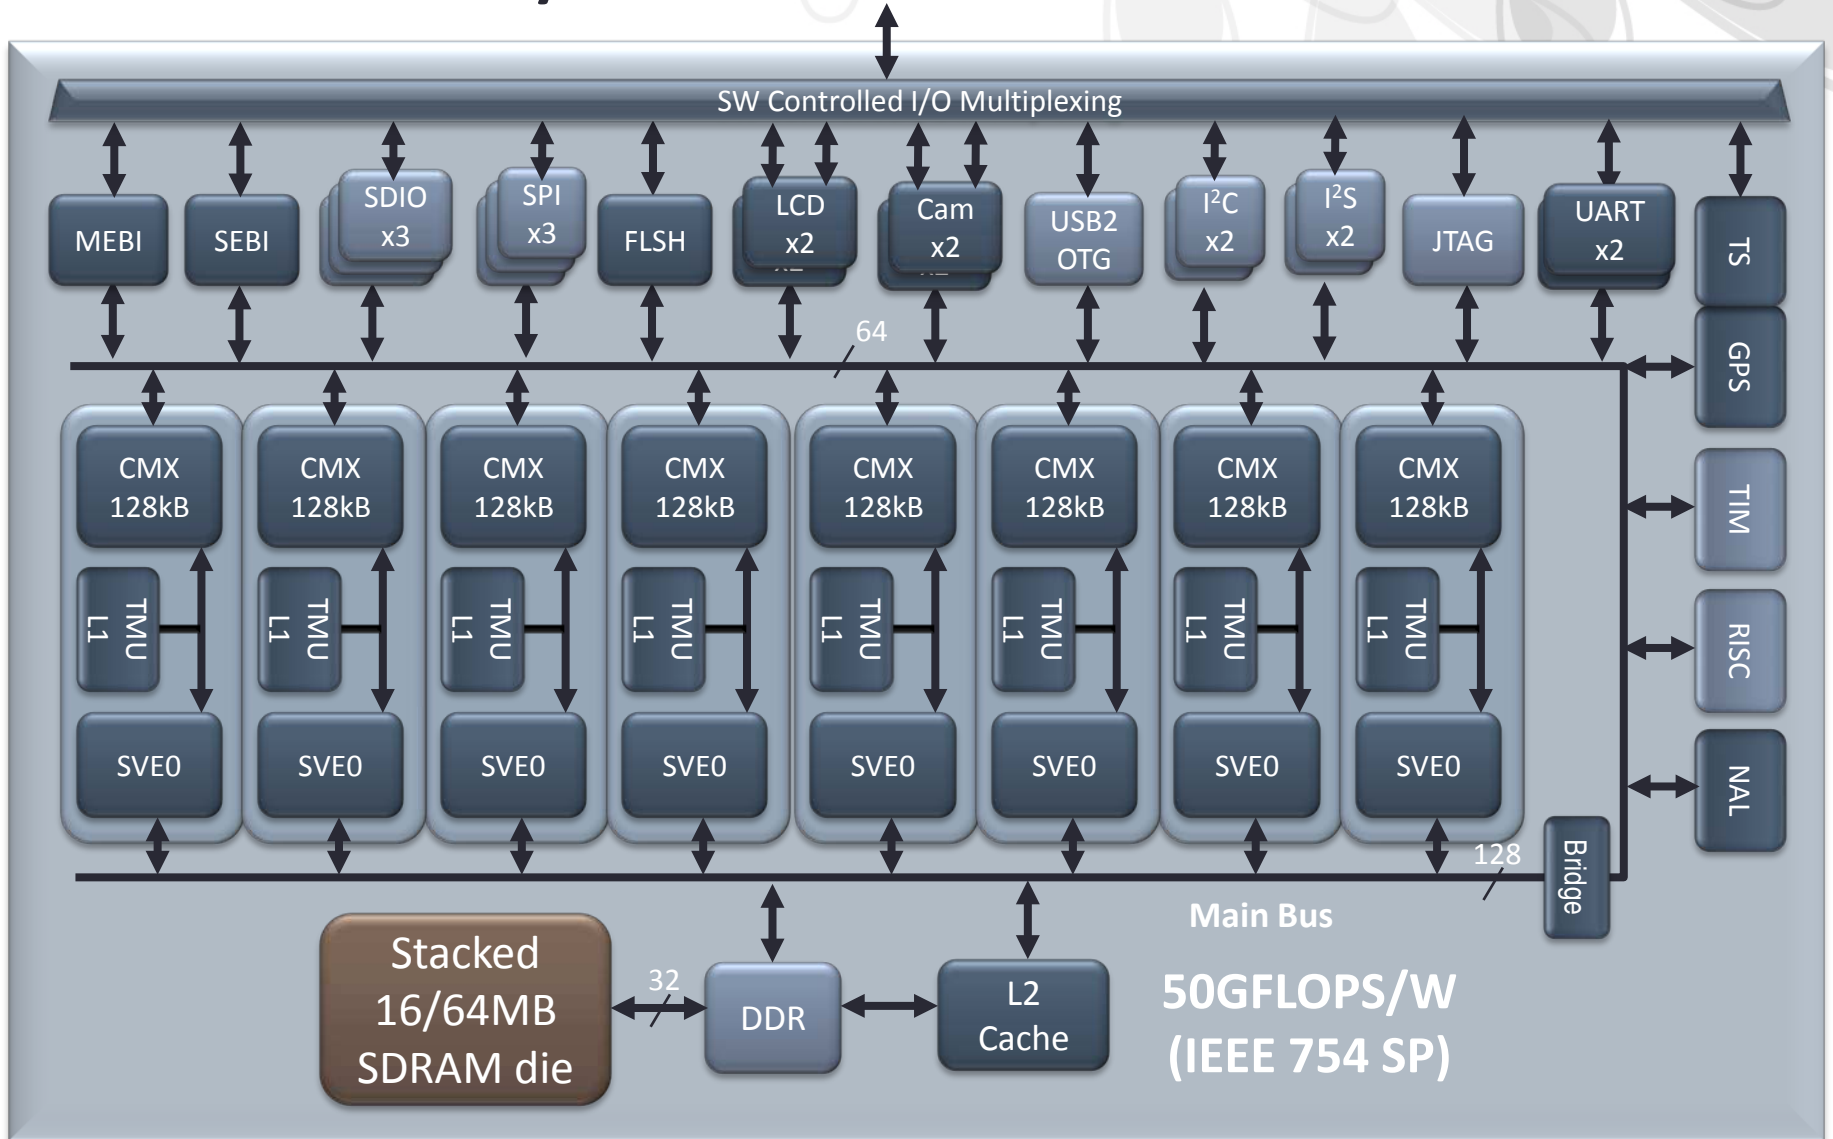 SW Controlled I/O Multiplexing
MEBI
SEBI
SDIO
x3
SPI
x3
FLSH
LCD
x2
Cam
x2
USB2
OTG
I²C
x2
I²S
x2
JTAG
UART
x2
TS
GPS
TIM
RISC
NAL
64
CMX
128kB
CMX
128kB
CMX
128kB
CMX
128kB
CMX
128kB
CMX
128kB
CMX
128kB
CMX
128kB
TMU
L1
TMU
L1
TMU
L1
TMU
L1
TMU
L1
TMU
L1
TMU
L1
TMU
L1
SVE0
SVE0
SVE0
SVE0
SVE0
SVE0
SVE0
SVE0
128
Bridge
Main Bus
Stacked
16/64MB
SDRAM die
32
DDR
L2
Cache
50GFLOPS/W
(IEEE 754 SP)